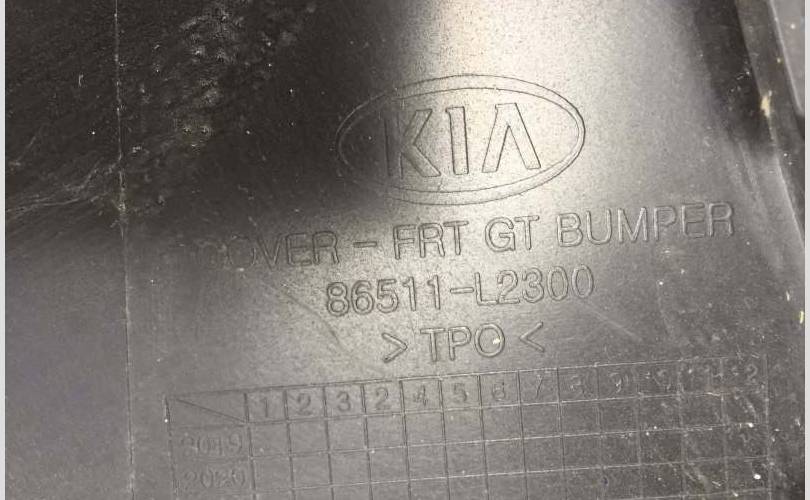 KIA
COVER - FRT GT BUMPER
86511-L2300
>TPO<
1 2 3 2 4 5 6 7 8 9 10 11 12
2019
2020